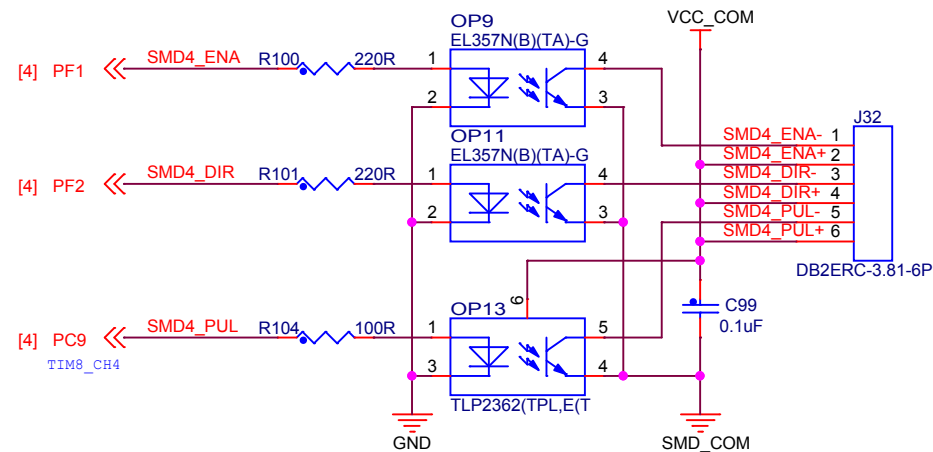 VCC_COM
OP9
EL357N(B)(TA)-G
[4] PF1 SMD4_ENA R100 220R 1 4
2 3
J32
OP11
EL357N(B)(TA)-G
SMD4_ENA- 1
SMD4_ENA+ 2
[4] PF2 SMD4_DIR R101 220R 1 4 SMD4_DIR- 3
SMD4_DIR+ 4
2 3 SMD4_PUL- 5
SMD4_PUL+ 6
DB2ERC-3.81-6P
6
OP13
C99
0.1uF
[4] PC9 SMD4_PUL R104 100R 1 5
TIM8_CH4
3 4
TLP2362(TPL,E(T
GND
SMD_COM